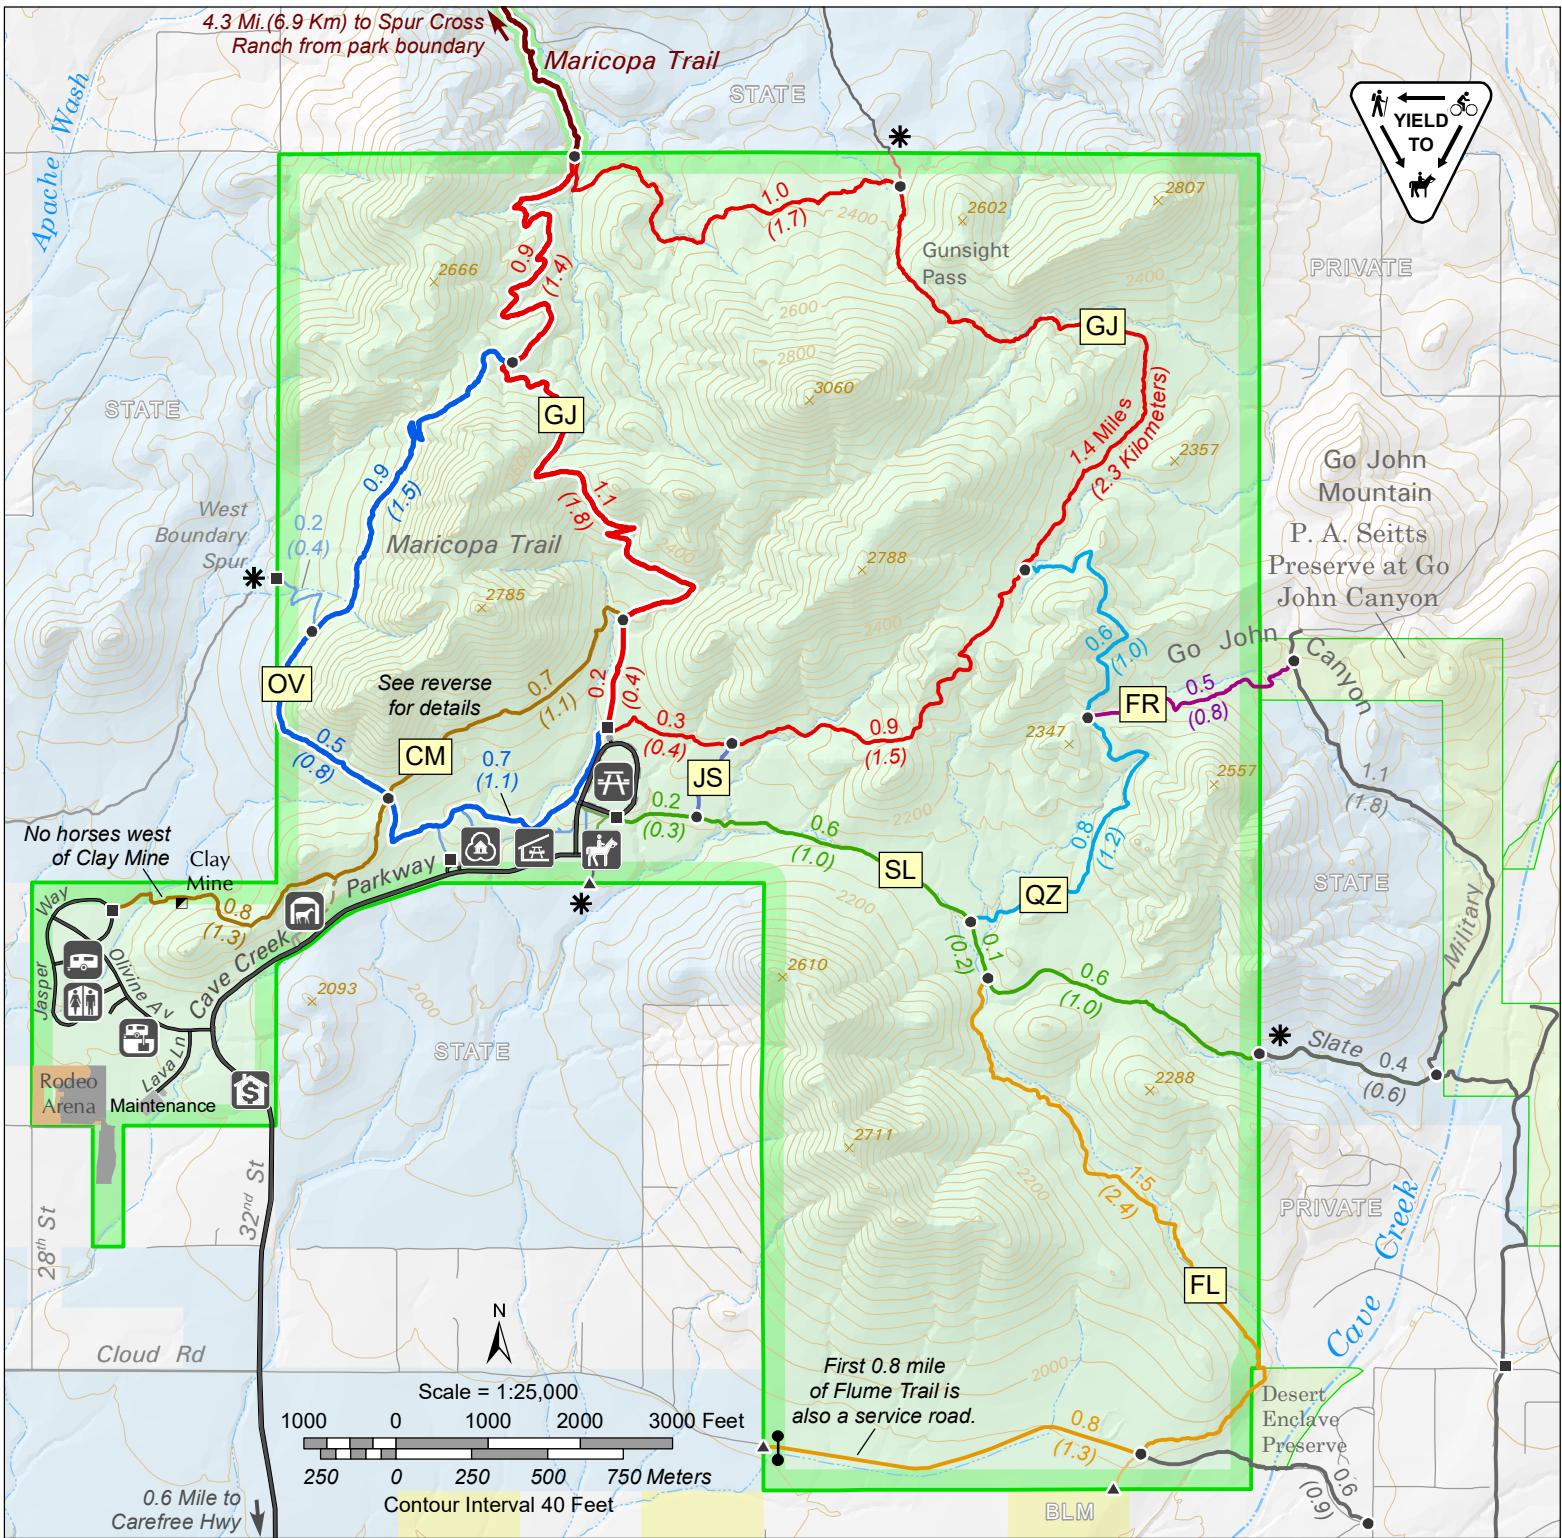 4.3 Mi.(6.9 Km) to Spur Cross
Ranch from park boundary
Maricopa Trail
STATE
Apache Wash
YIELD
TO
1.0
(1.7)
2400
2602
2807
Gunsight
Pass
PRIVATE
2400
2666
0.9
(1.4)
2600
GJ
2800
3060
STATE
GJ
1.4 Miles
(2.3 Kilometers)
2357
Go John
Mountain
0.9
(1.5)
1.1
(1.8)
West
Boundary
Spur
0.2
(0.4)
Maricopa Trail
2400
2788
P. A. Seitts
Preserve at Go
John Canyon
2785
2400
0.6
(1.0)
Go John
Canyon
OV
See reverse
for details
0.7
(1.1)
0.2
(0.4)
FR
0.5
(0.8)
0.5
(0.8)
CM
0.3
(0.4)
0.9
(1.5)
2347
0.7
(1.1)
JS
2557
1.1
(1.8)
0.2
(0.3)
0.6
(1.0)
2200
0.8
(1.2)
No horses west
of Clay Mine
Clay
Mine
Parkway
SL
QZ
STATE
Way
0.8
(1.3)
Cave Creek
0.1
(0.2)
Military
Jasper
Olivine Av
2093
2000
2610
0.6
(1.0)
STATE
Slate
0.4
(0.6)
Lava Ln
Rodeo
Arena
Maintenance
$
2288
2711
2200
1.5
(2.4)
28th St
32nd St
PRIVATE
Cave Creek
FL
N
Cloud Rd
Scale = 1:25,000
1000 0 1000 2000 3000 Feet
250 0 250 500 750 Meters
Contour Interval 40 Feet
First 0.8 mile
of Flume Trail is
also a service road.
2000
0.8
(1.3)
Desert
Enclave
Preserve
0.6
(0.9)
0.6 Mile to
Carefree Hwy
BLM